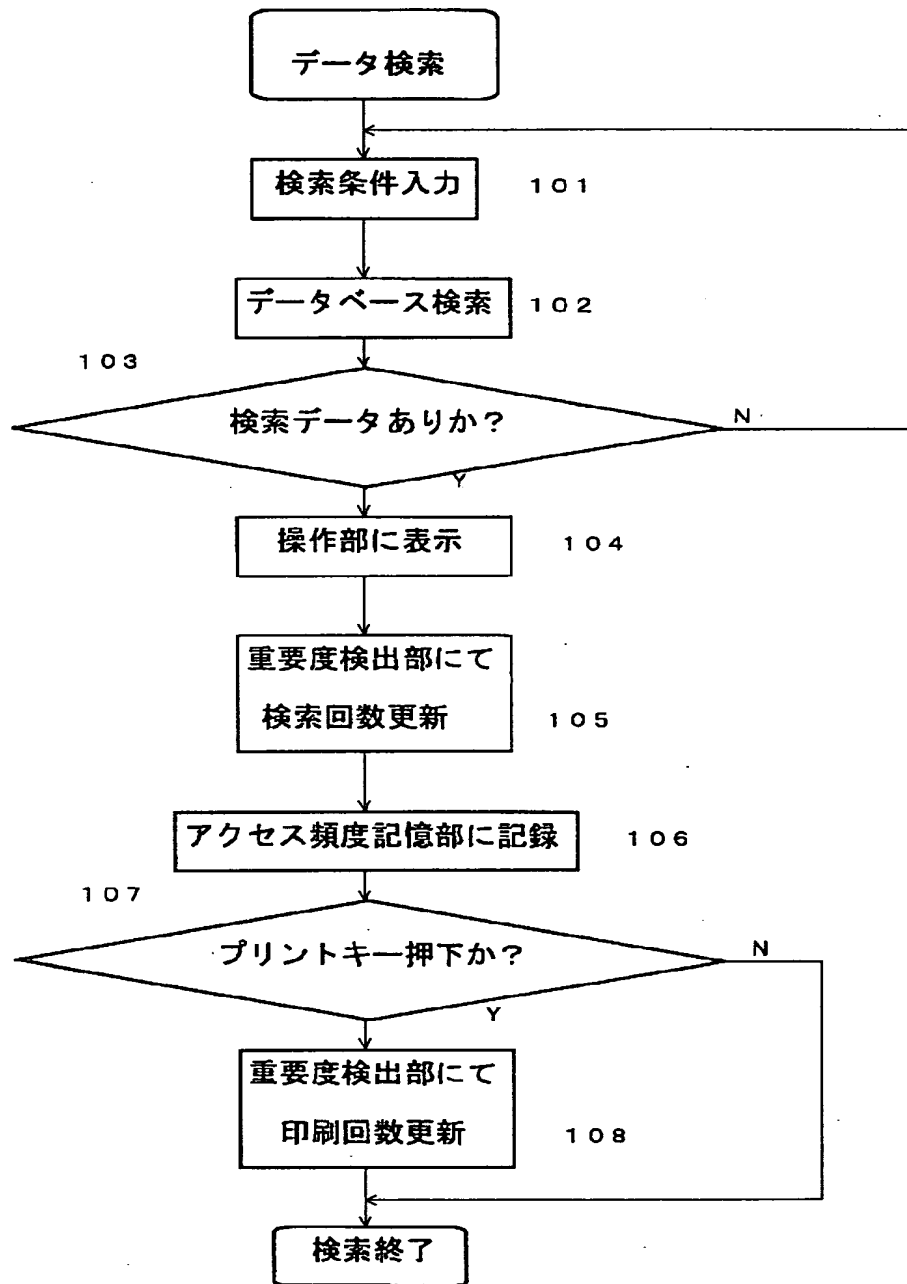 データ検索
検索条件入力
１０１
データベース検索
１０２
１０３
検索データありか？
N
Y
操作部に表示
１０４
重要度検出部にて
検索回数更新
１０５
アクセス頻度記憶部に記録
１０６
１０７
プリントキー押下か？
N
Y
重要度検出部にて
印刷回数更新
１０８
検索終了